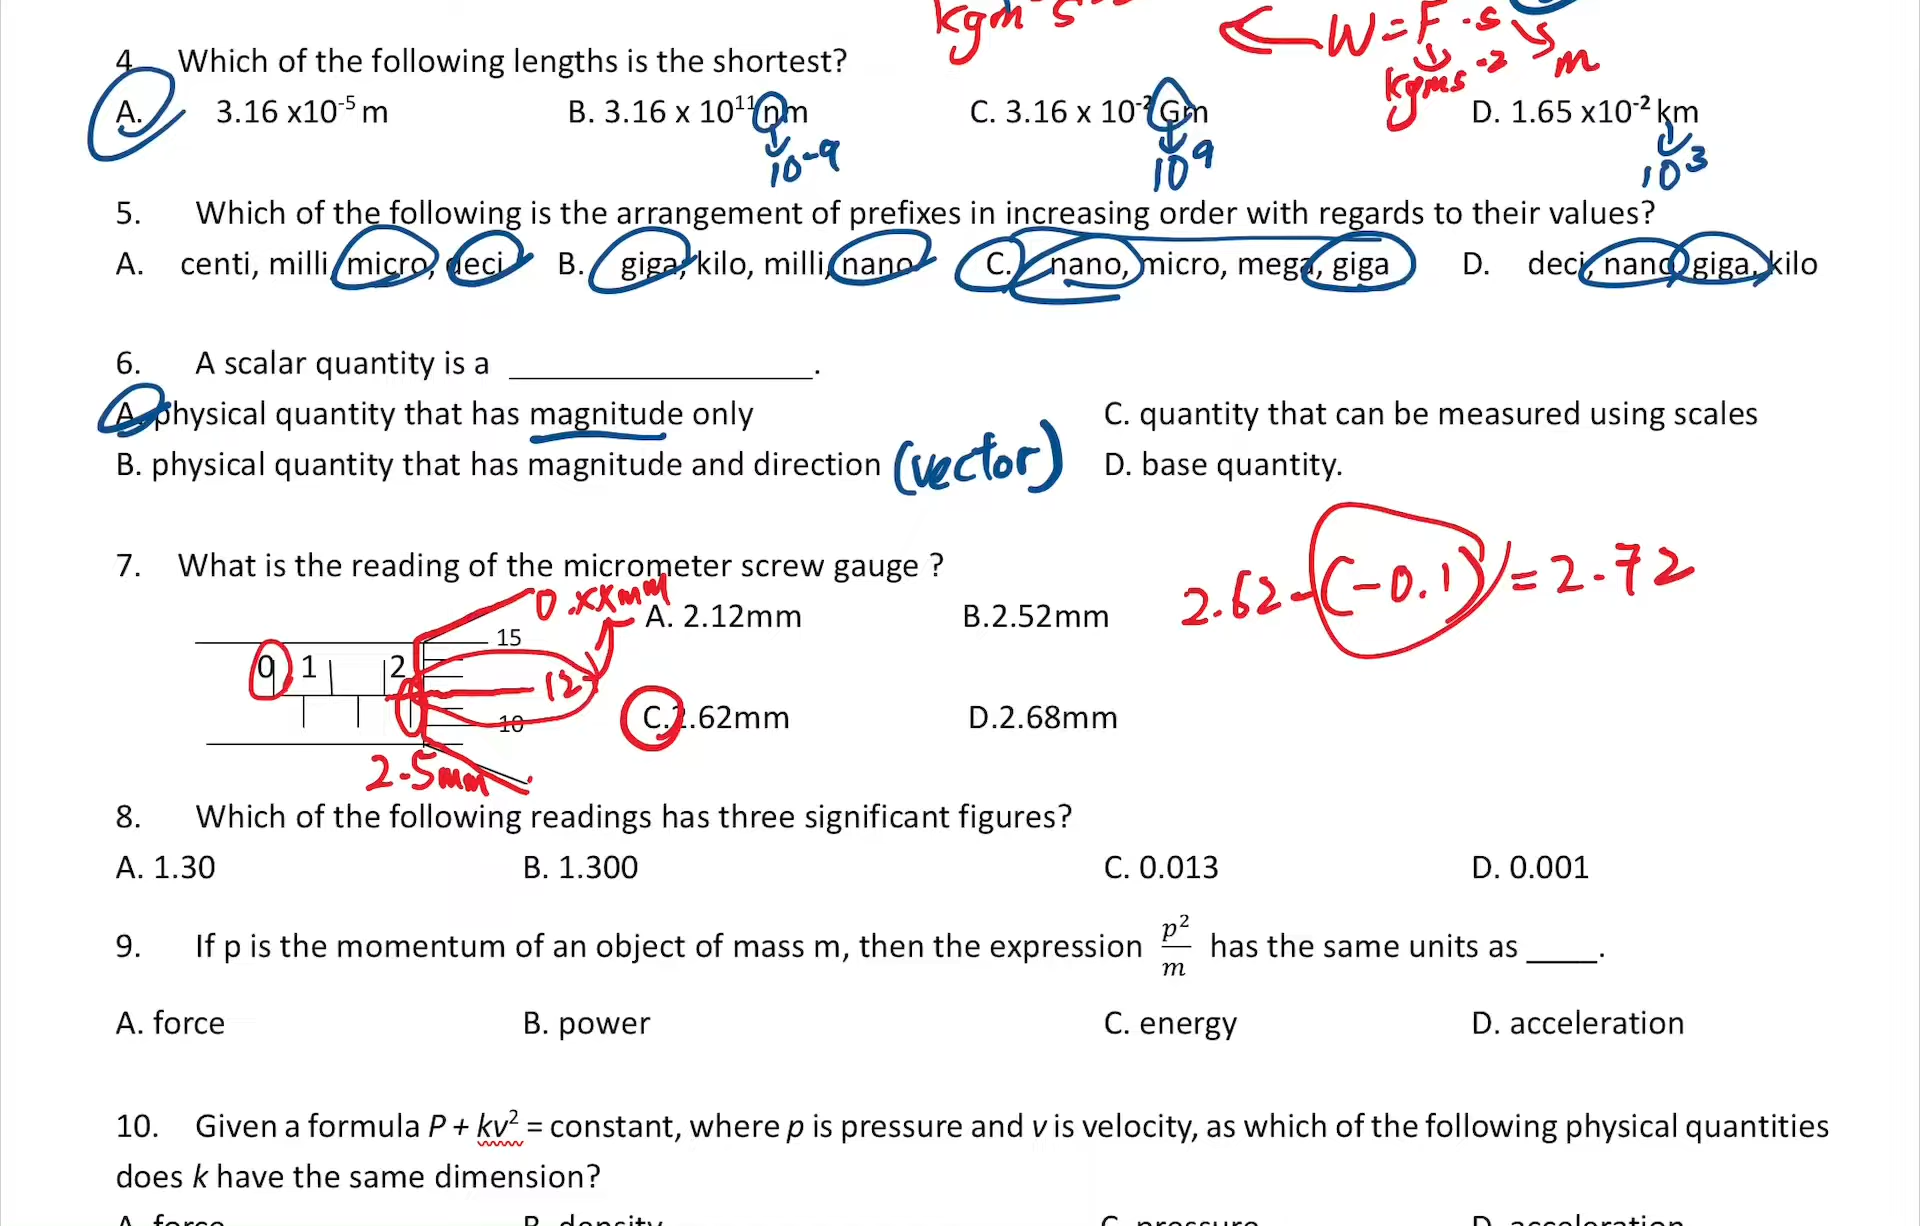 kgm² s
W = F · s
kgms⁻² m
4 Which of the following lengths is the shortest?
A. 3.16 x10⁻⁵ m B. 3.16 x 10¹¹ nm C. 3.16 x 10⁻² Gm D. 1.65 x10⁻² km
10⁻⁹ 10⁹ 10³
5. Which of the following is the arrangement of prefixes in increasing order with regards to their values?
A. centi, milli, micro, deci B. giga, kilo, milli, nano C. nano, micro, mega, giga D. deci, nano, giga, kilo
6. A scalar quantity is a ____________________.
A. physical quantity that has magnitude only C. quantity that can be measured using scales
B. physical quantity that has magnitude and direction (vector) D. base quantity.
7. What is the reading of the micrometer screw gauge ?
2.62 - (-0.1) = 2.72
0.xxmm
A. 2.12mm B.2.52mm
15
0 1 2
12
10
C.2.62mm D.2.68mm
2.5mm
8. Which of the following readings has three significant figures?
A. 1.30 B. 1.300 C. 0.013 D. 0.001
9. If p is the momentum of an object of mass m, then the expression p²/m has the same units as ____.
A. force B. power C. energy D. acceleration
10. Given a formula P + kv² = constant, where p is pressure and v is velocity, as which of the following physical quantities
does k have the same dimension?
A. force B. density C. pressure D. acceleration